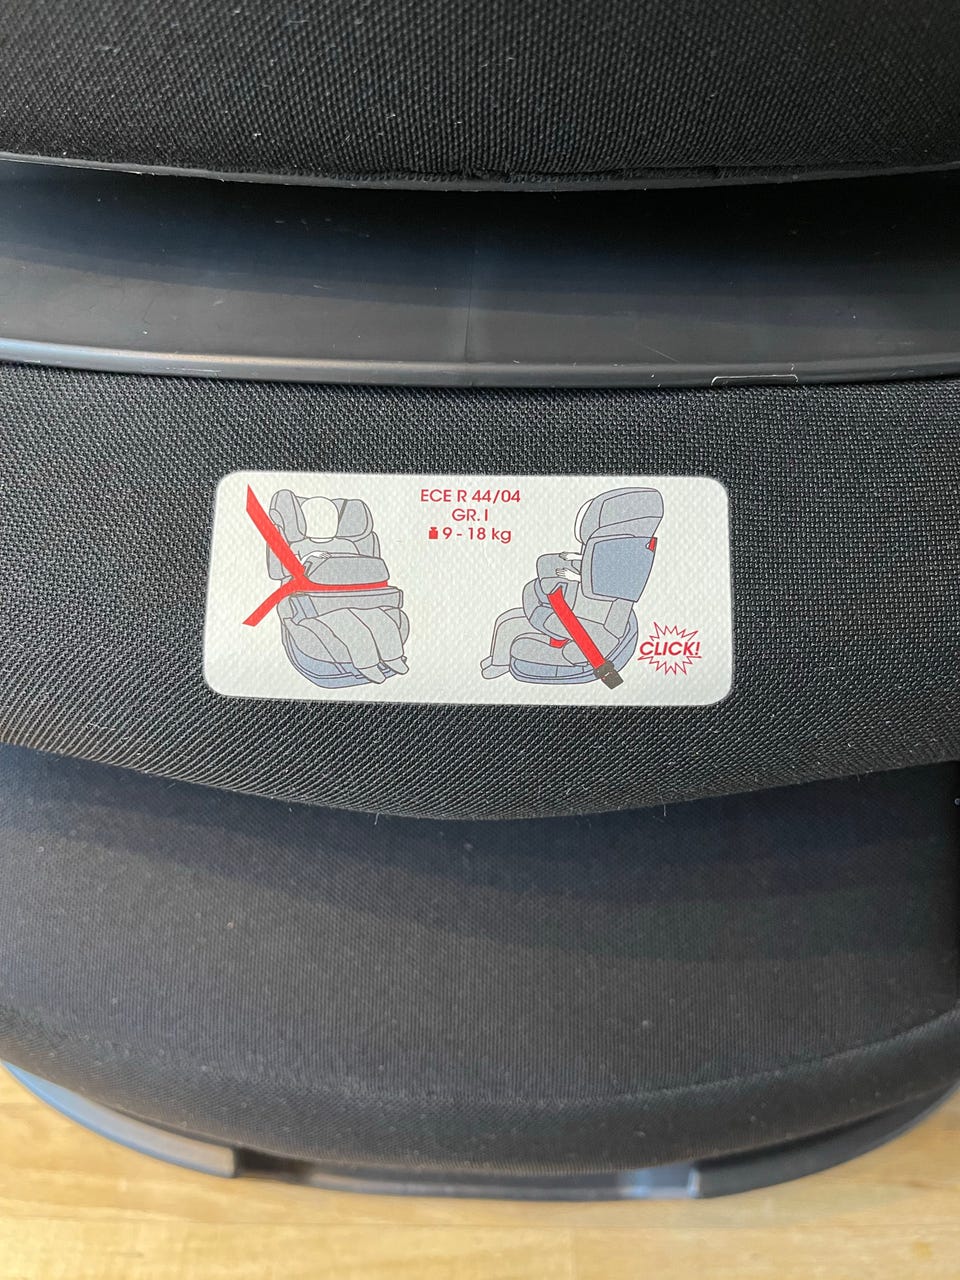 ECE R 44/04
GR. I
9 - 18 kg
CLICK!